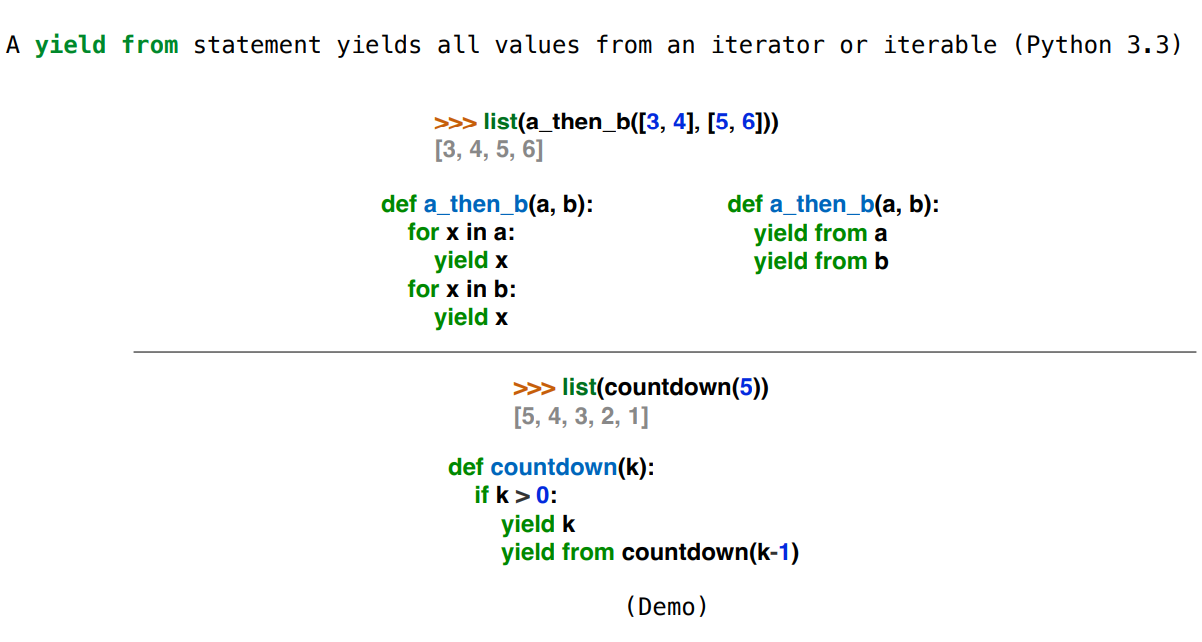 A yield from statement yields all values from an iterator or iterable (Python 3.3)
>>> list(a_then_b([3, 4], [5, 6]))
[3, 4, 5, 6]
def a_then_b(a, b):
for x in a:
yield x
for x in b:
yield x
def a_then_b(a, b):
yield from a
yield from b
>>> list(countdown(5))
[5, 4, 3, 2, 1]
def countdown(k):
if k > 0:
yield k
yield from countdown(k-1)
(Demo)